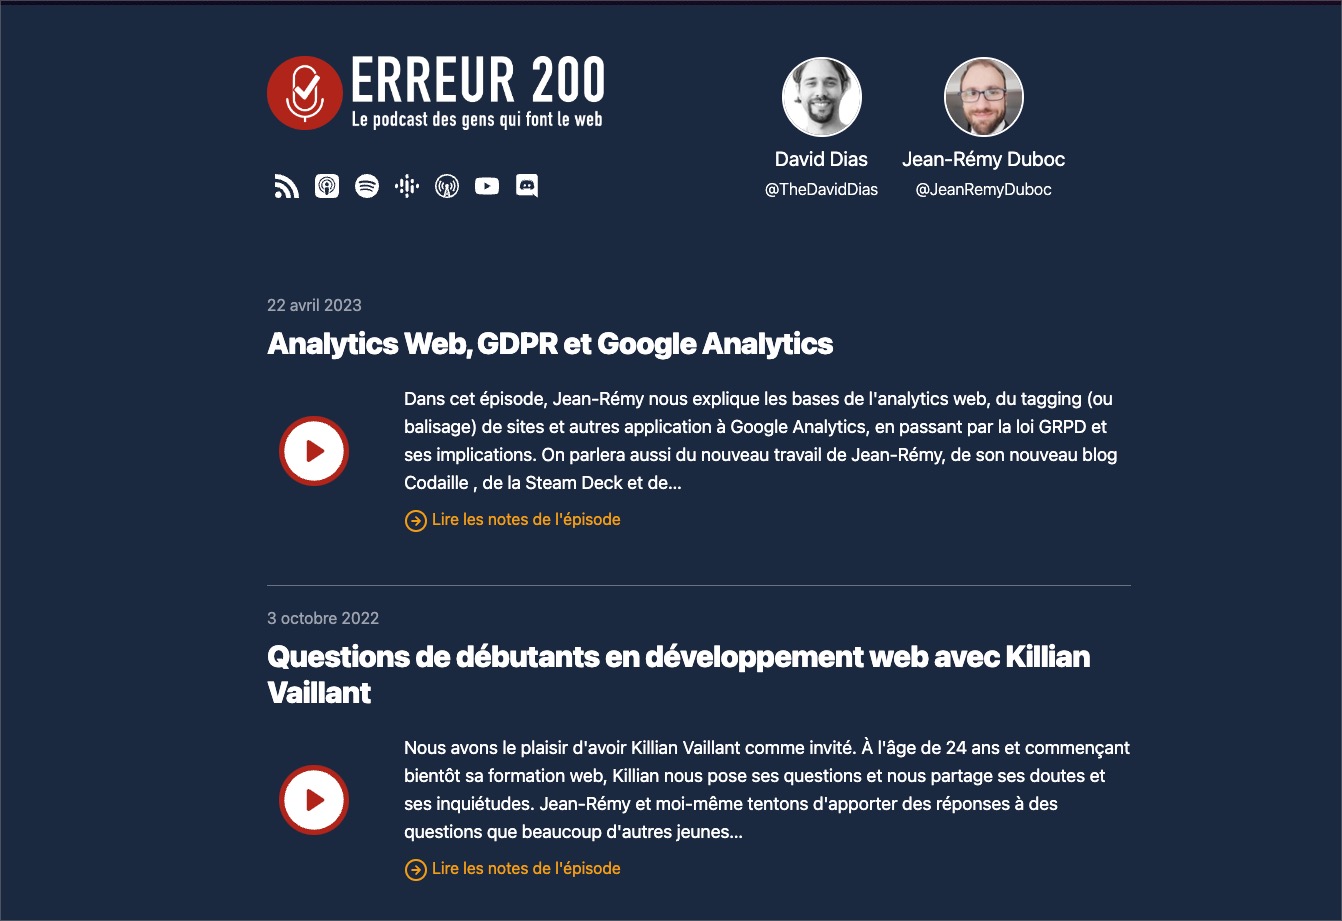 ERREUR 200
Le podcast des gens qui font le web
David Dias
Jean-Rémy Duboc
@TheDavidDias
@JeanRemyDuboc
22 avril 2023
Analytics Web, GDPR et Google Analytics
Dans cet épisode, Jean-Rémy nous explique les bases de l'analytics web, du tagging (ou
balisage) de sites et autres application à Google Analytics, en passant par la loi GRPD et
ses implications. On parlera aussi du nouveau travail de Jean-Rémy, de son nouveau blog
Codaille , de la Steam Deck et de...
Lire les notes de l'épisode
3 octobre 2022
Questions de débutants en développement web avec Killian
Vaillant
Nous avons le plaisir d'avoir Killian Vaillant comme invité. À l'âge de 24 ans et commençant
bientôt sa formation web, Killian nous pose ses questions et nous partage ses doutes et
ses inquiétudes. Jean-Rémy et moi-même tentons d'apporter des réponses à des
questions que beaucoup d'autres jeunes...
Lire les notes de l'épisode